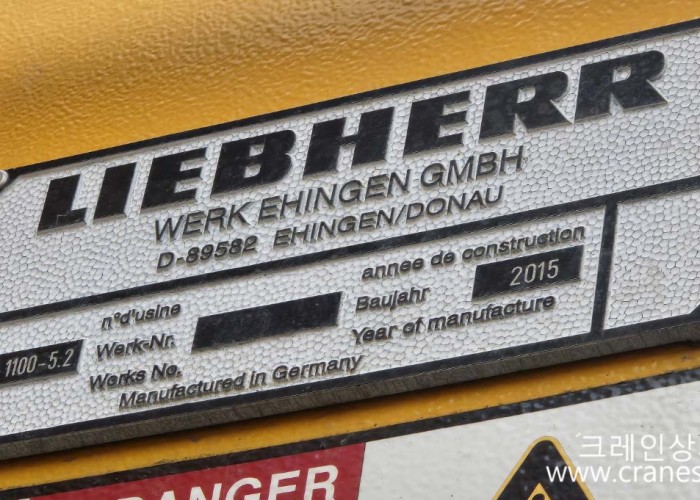 LIEBHERR
WERK EHINGEN GMBH
D-89582 EHINGEN/DONAU
1100-5.2
n°d'usine
Werk-Nr.
Works No.
annee de construction
Baujahr
2015
Year of manufacture
Manufactured in Germany
크레인상
www.cranes